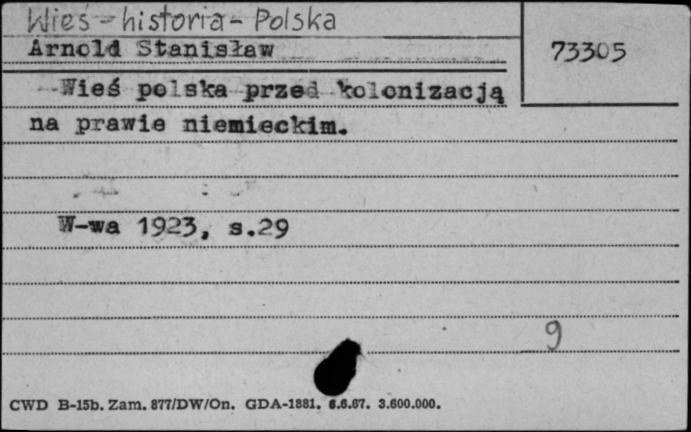 Wieś - historia - Polska
Arnold Stanisław
73305
Wieś polska przed kolonizacją
na prawie niemieckim.
W-wa 1923, s.29
9
CWD B-15b. Zam. 877/DW/On. GDA-1881. 6.6.67. 3.600.000.